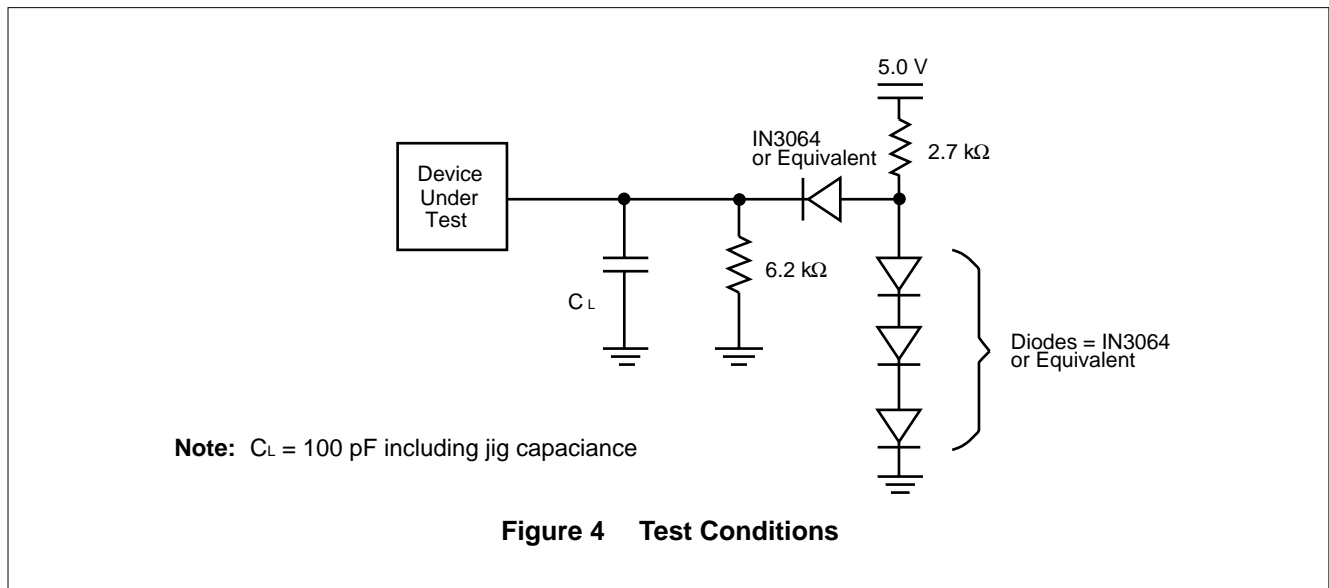 5.0 V
IN3064
or Equivalent
2.7 kΩ
Device
Under
Test
6.2 kΩ
CL
Diodes = IN3064
or Equivalent
Note: CL = 100 pF including jig capaciance
Figure 4 Test Conditions